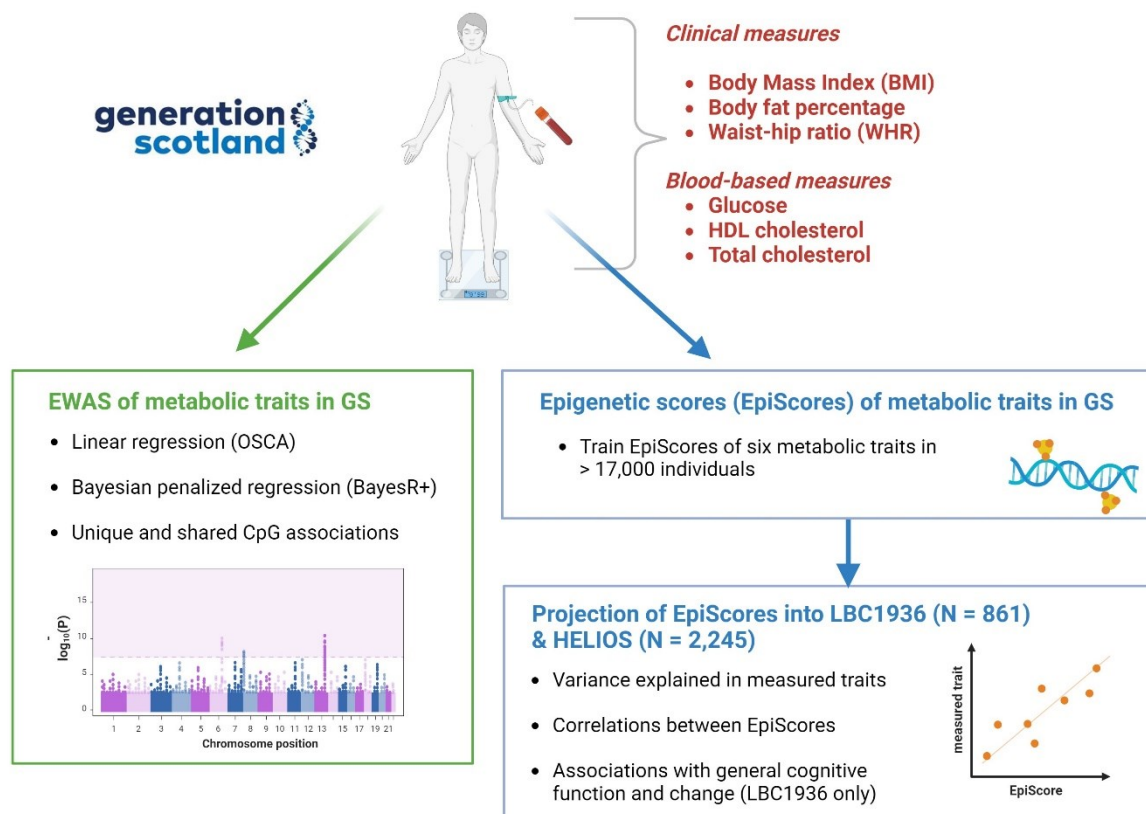 generation
scotland
Clinical measures
• Body Mass Index (BMI)
• Body fat percentage
• Waist-hip ratio (WHR)
Blood-based measures
• Glucose
• HDL cholesterol
• Total cholesterol
EWAS of metabolic traits in GS
• Linear regression (OSCA)
• Bayesian penalized regression (BayesR+)
• Unique and shared CpG associations
15
10
5
0
-
log10(P)
1 2 3 4 5 6 7 8 9 10 11 12 13 15 17 19 21
Chromosome position
Epigenetic scores (EpiScores) of metabolic traits in GS
• Train EpiScores of six metabolic traits in
> 17,000 individuals
Projection of EpiScores into LBC1936 (N = 861)
& HELIOS (N = 2,245)
• Variance explained in measured traits
• Correlations between EpiScores
• Associations with general cognitive
function and change (LBC1936 only)
measured trait
EpiScore